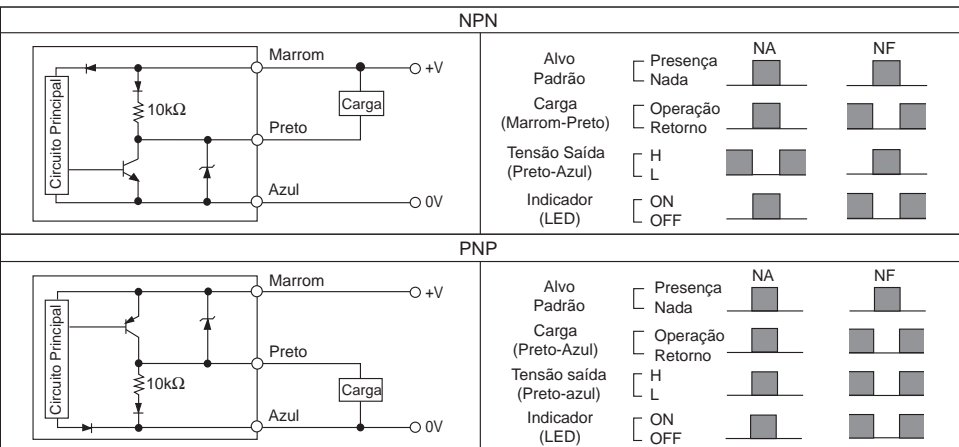 NPN
Circuito Principal
10kΩ
Marrom
+V
Carga
Preto
Azul
0V
NA NF
Alvo Padrão
Presença
Nada
Carga
(Marrom-Preto)
Operação
Retorno
Tensão Saída
(Preto-Azul)
H
L
Indicador
(LED)
ON
OFF
PNP
Circuito Principal
10kΩ
Marrom
+V
Preto
Carga
Azul
0V
NA NF
Alvo
Padrão
Presença
Nada
Carga
(Preto-Azul)
Operação
Retorno
Tensão saída
(Preto-azul)
H
L
Indicador
(LED)
ON
OFF